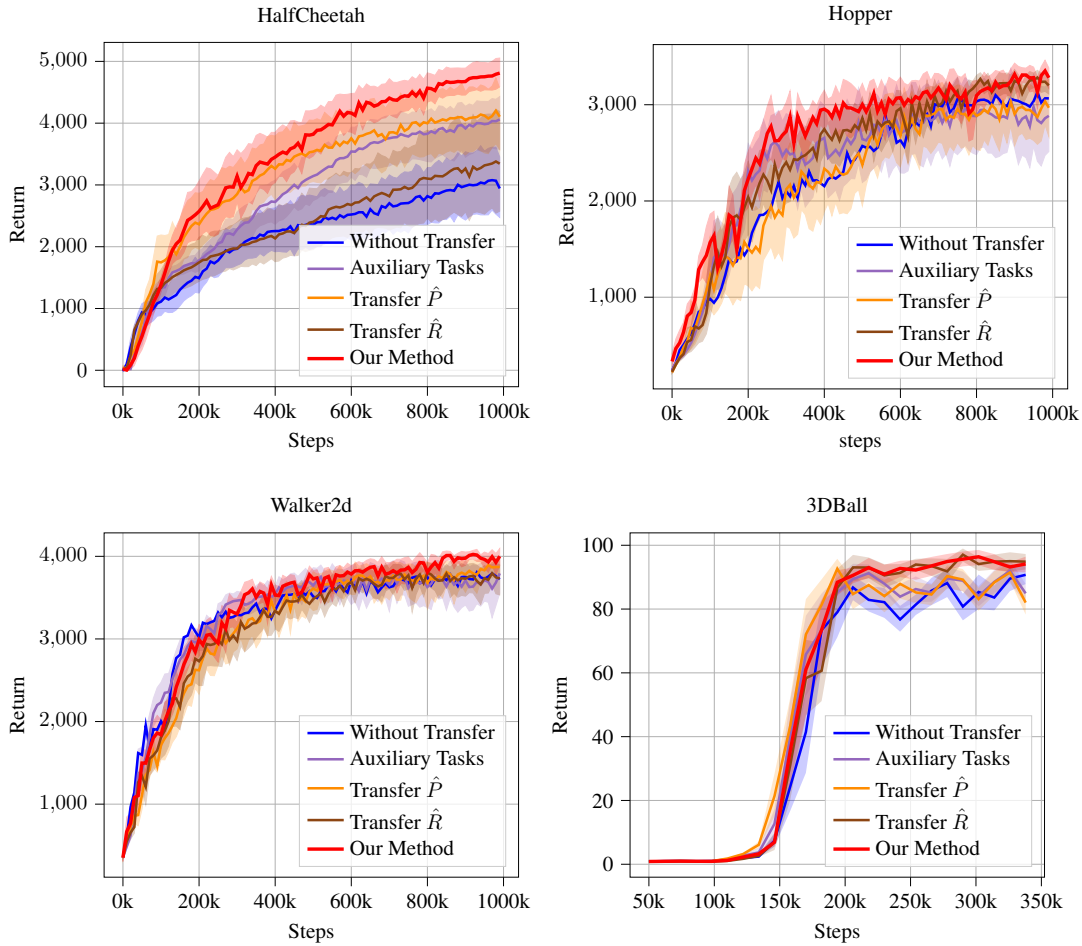 HalfCheetah
5,000
4,000
3,000
2,000
1,000
0
Return
0k 200k 400k 600k 800k 1000k
Steps
Without Transfer
Auxiliary Tasks
Transfer P̂
Transfer R̂
Our Method
Hopper
3,000
2,000
1,000
Return
0k 200k 400k 600k 800k 1000k
steps
Without Transfer
Auxiliary Tasks
Transfer P̂
Transfer R̂
Our Method
Walker2d
4,000
3,000
2,000
1,000
Return
0k 200k 400k 600k 800k 1000k
Steps
Without Transfer
Auxiliary Tasks
Transfer P̂
Transfer R̂
Our Method
3DBall
100
80
60
40
20
0
Return
50k 100k 150k 200k 250k 300k 350k
Steps
Without Transfer
Auxiliary Tasks
Transfer P̂
Transfer R̂
Our Method